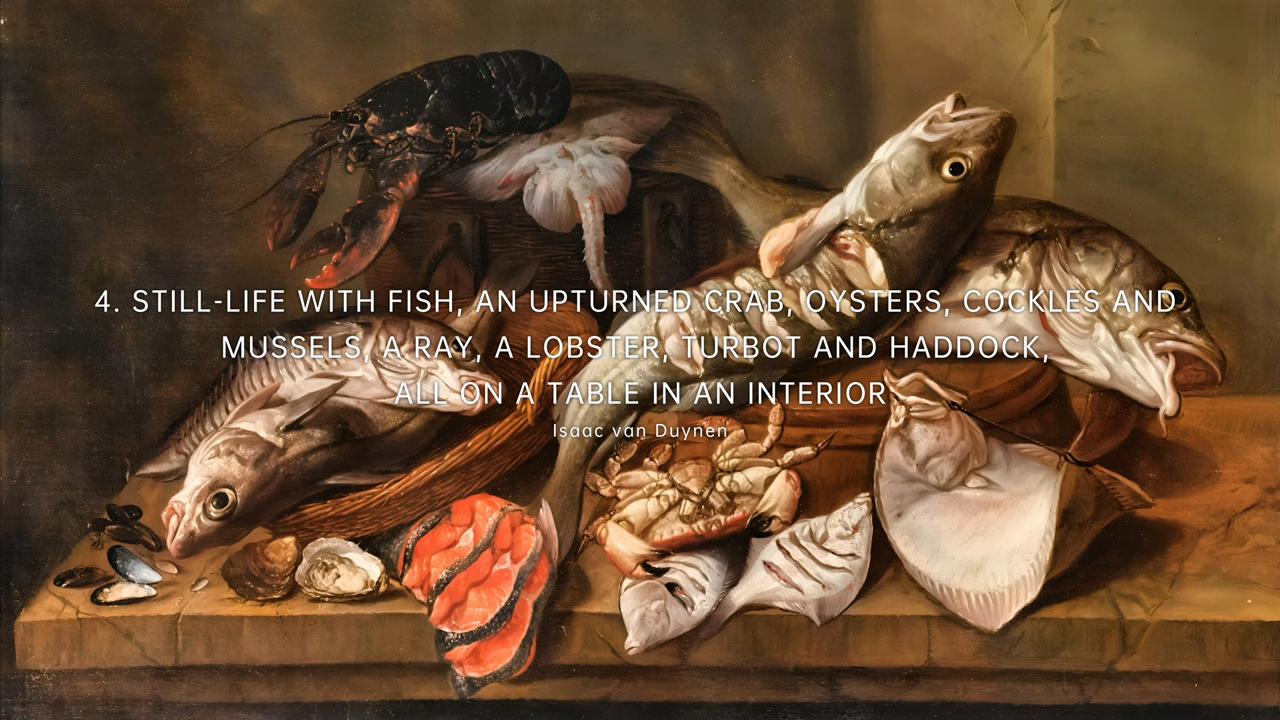 4. STILL-LIFE WITH FISH, AN UPTURNED CRAB, OYSTERS, COCKLES AND
MUSSELS, A RAY, A LOBSTER, TURBOT AND HADDOCK,
ALL ON A TABLE IN AN INTERIOR
Isaac van Duynen